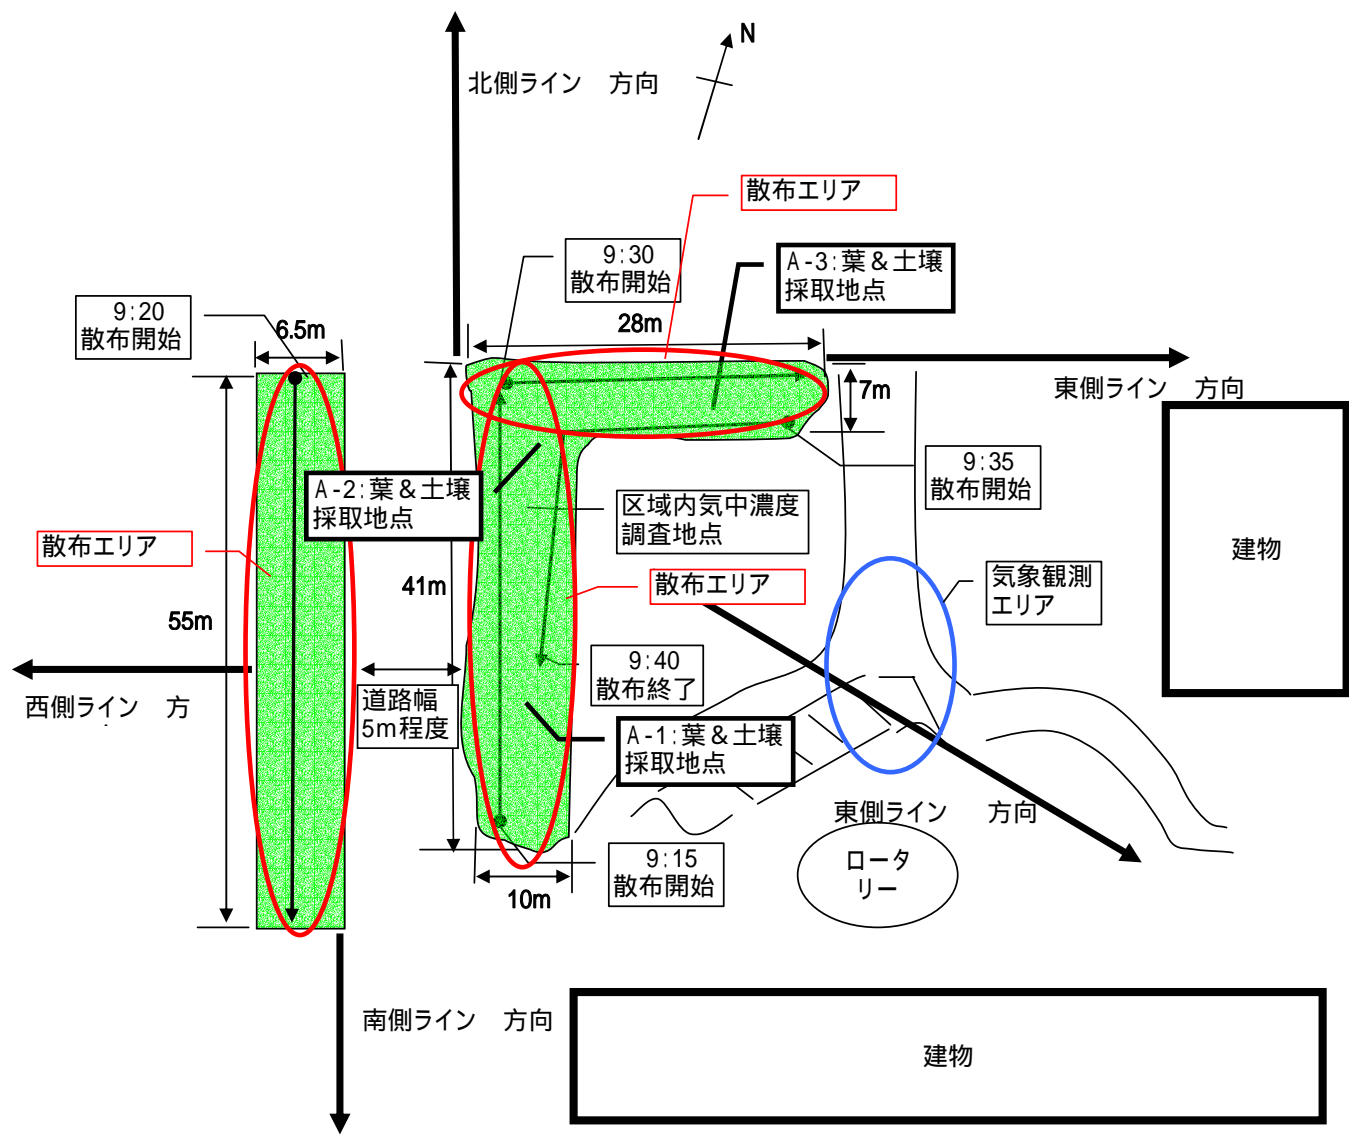 N
北側ライン　方向
散布エリア
9:30
散布開始
A-3:葉＆土壌
採取地点
9:20
散布開始
6.5m
28m
東側ライン　方向
7m
A-2:葉＆土壌
採取地点
9:35
散布開始
区域内気中濃度
調査地点
散布エリア
建物
41m
散布エリア
気象観測
エリア
55m
9:40
散布終了
西側ライン　方
道路幅
5m程度
A-1:葉＆土壌
採取地点
東側ライン　方向
ロータ
リー
9:15
散布開始
10m
南側ライン　方向
建物